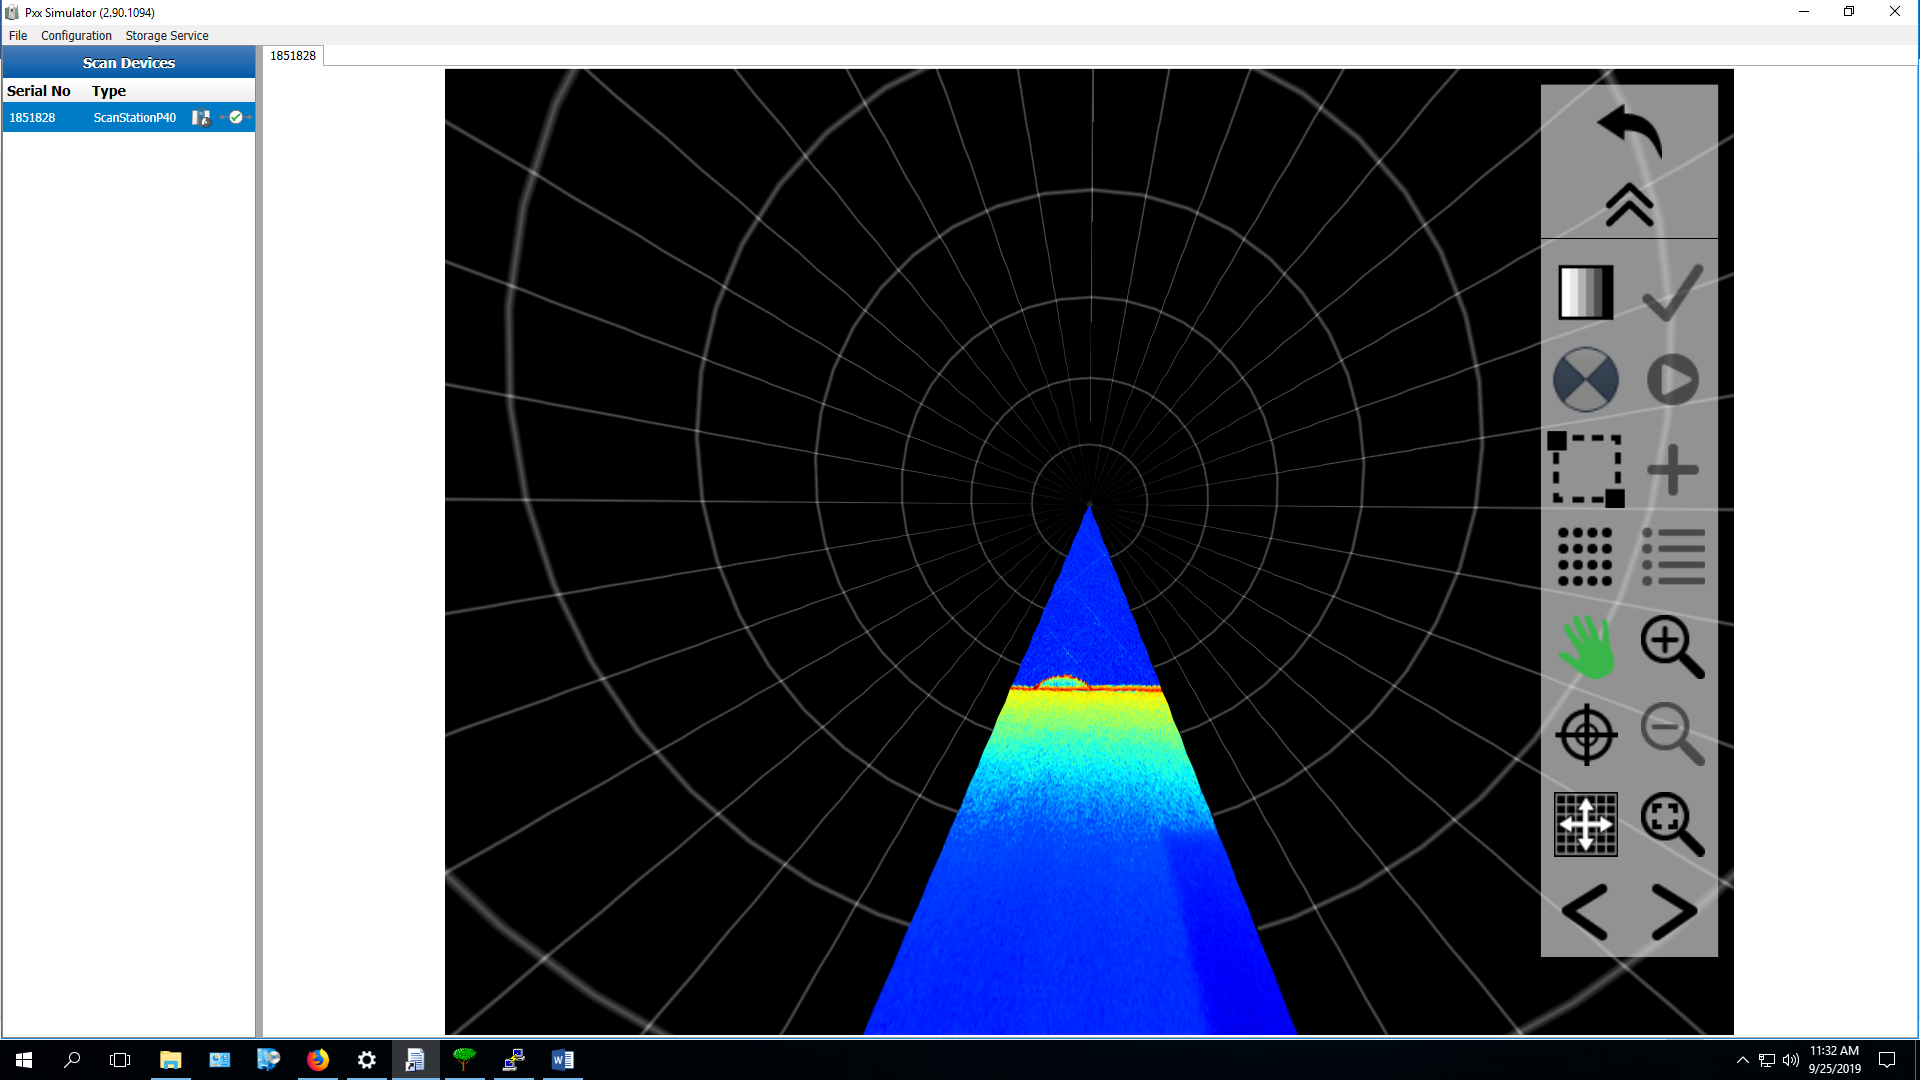 Pxx Simulator (2.90.1094)
File Configuration Storage Service
Scan Devices
1851828
Serial No Type
1851828 ScanStationP40
11:32 AM
9/25/2019